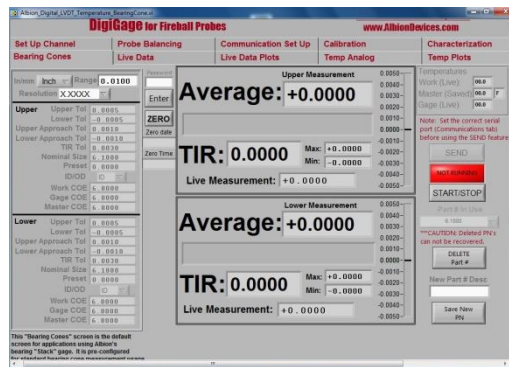 Albion_Digital_LVDT_Temperature_BearingCone.vi
DigiGage for Fireball Probes
www.AlbionDevices.com
Set Up Channel
Probe Balancing
Communication Set Up
Calibration
Characterization
Bearing Cones
Live Data
Live Data Plots
Temp Analog
Temp Plots
In/mm Inch Range 0.0100
Resolution X.XXXX
Upper Upper Tol 0.0005
Lower Tol -0.0005
Upper Approach Tol 0.0010
Lower Approach Tol -0.0010
TIR Tol 0.0030
Nominal Size 6.1000
Preset 0.0000
ID/OD ID
Work COE 6.8000
Gage COE 6.8000
Master COE 6.8000
Lower Upper Tol 0.0005
Lower Tol -0.0005
Upper Approach Tol 0.0010
Lower Approach Tol -0.0010
TIR Tol 0.0030
Nominal Size 6.1000
Preset 0.0000
ID/OD ID
Work COE 6.8000
Gage COE 6.8000
Master COE 6.8000
This "Bearing Cones" screen is the default
screen for applications using Albion's
bearing "Stack" gage. It is pre-configured
for standard bearing cone measurement usage
Password
Enter
ZERO
Zero date
Zero Time
Upper Measurement
Average: +0.0000
TIR: 0.0000
Max: +0.0000
Min: -0.0000
Live Measurement: +0.0000
0.0050
0.0040
0.0030
0.0020
0.0010
0.0000
-0.0010
-0.0020
-0.0030
-0.0040
-0.0050
Lower Measurement
Average: +0.0000
TIR: 0.0000
Max: +0.0000
Min: -0.0000
Live Measurement: +0.0000
0.0050
0.0040
0.0030
0.0020
0.0010
0.0000
-0.0010
-0.0020
-0.0030
-0.0040
-0.0050
Temperatures
Work (Live) 00.0
Master (Saved) 00.0 F
Gage (Live) 00.0
Note: Set the correct serial
port (Communications tab)
before using the SEND feature
SEND
NOT RUNNING
START/STOP
Part # In Use
6.1000
***CAUTION: Deleted PN's
can not be recovered.
DELETE
Part #
New Part # Desc
Save New
PN